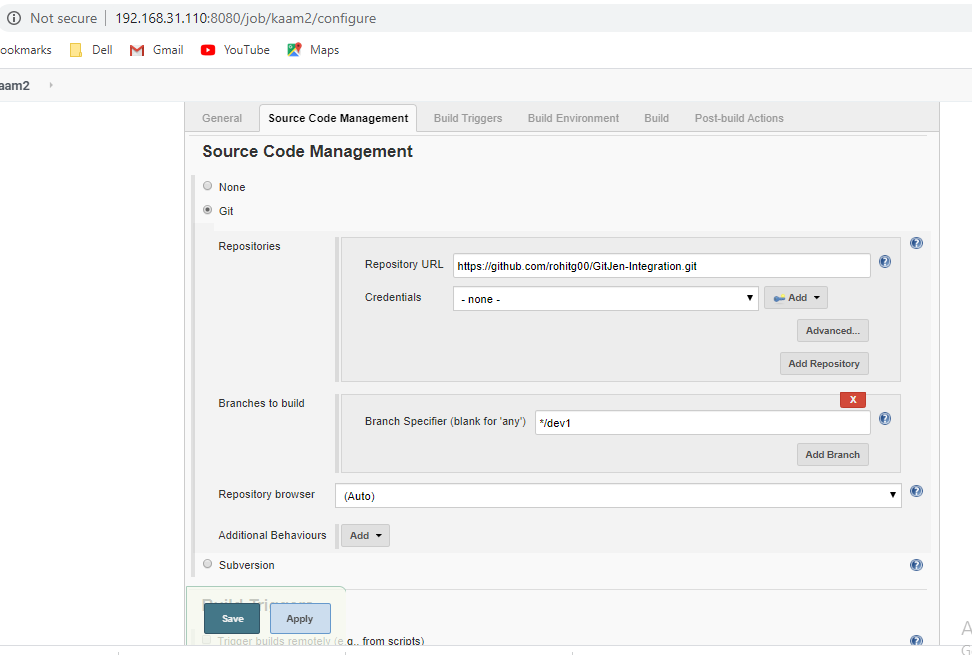 Not secure | 192.168.31.110:8080/job/kaam2/configure
ookmarks Dell Gmail YouTube Maps
aam2
General Source Code Management Build Triggers Build Environment Build Post-build Actions
Source Code Management
None
Git
Repositories
Repository URL https://github.com/rohitg00/GitJen-Integration.git
Credentials - none - Add
Advanced...
Add Repository
Branches to build
X
Branch Specifier (blank for 'any') */dev1
Add Branch
Repository browser (Auto)
Additional Behaviours Add
Subversion
Build Triggers
Save Apply
Trigger builds remotely (e.g., from scripts)